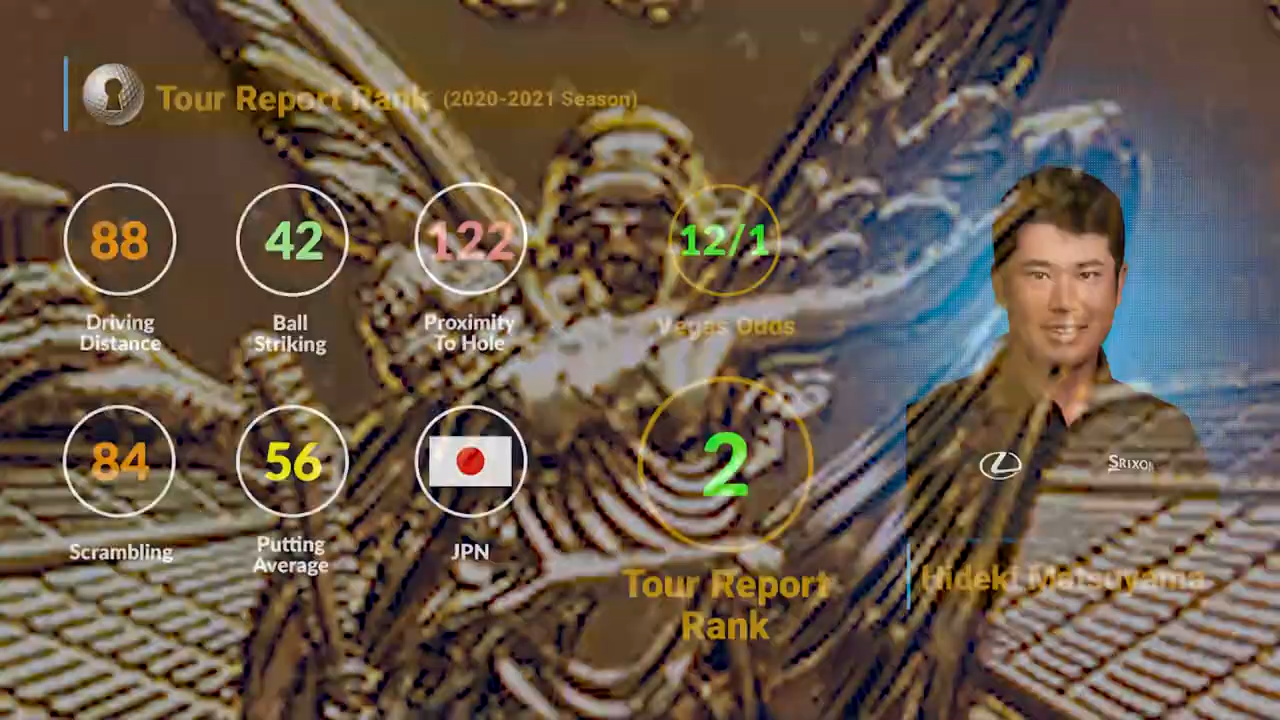 Tour Report Rank (2020-2021 Season)
88
42
122
12/1
Driving
Distance
Ball
Striking
Proximity
To Hole
Vegas Odds
84
56
2
SRIXON
Scrambling
Putting
Average
JPN
Tour Report
Rank
Hideki Matsuyama